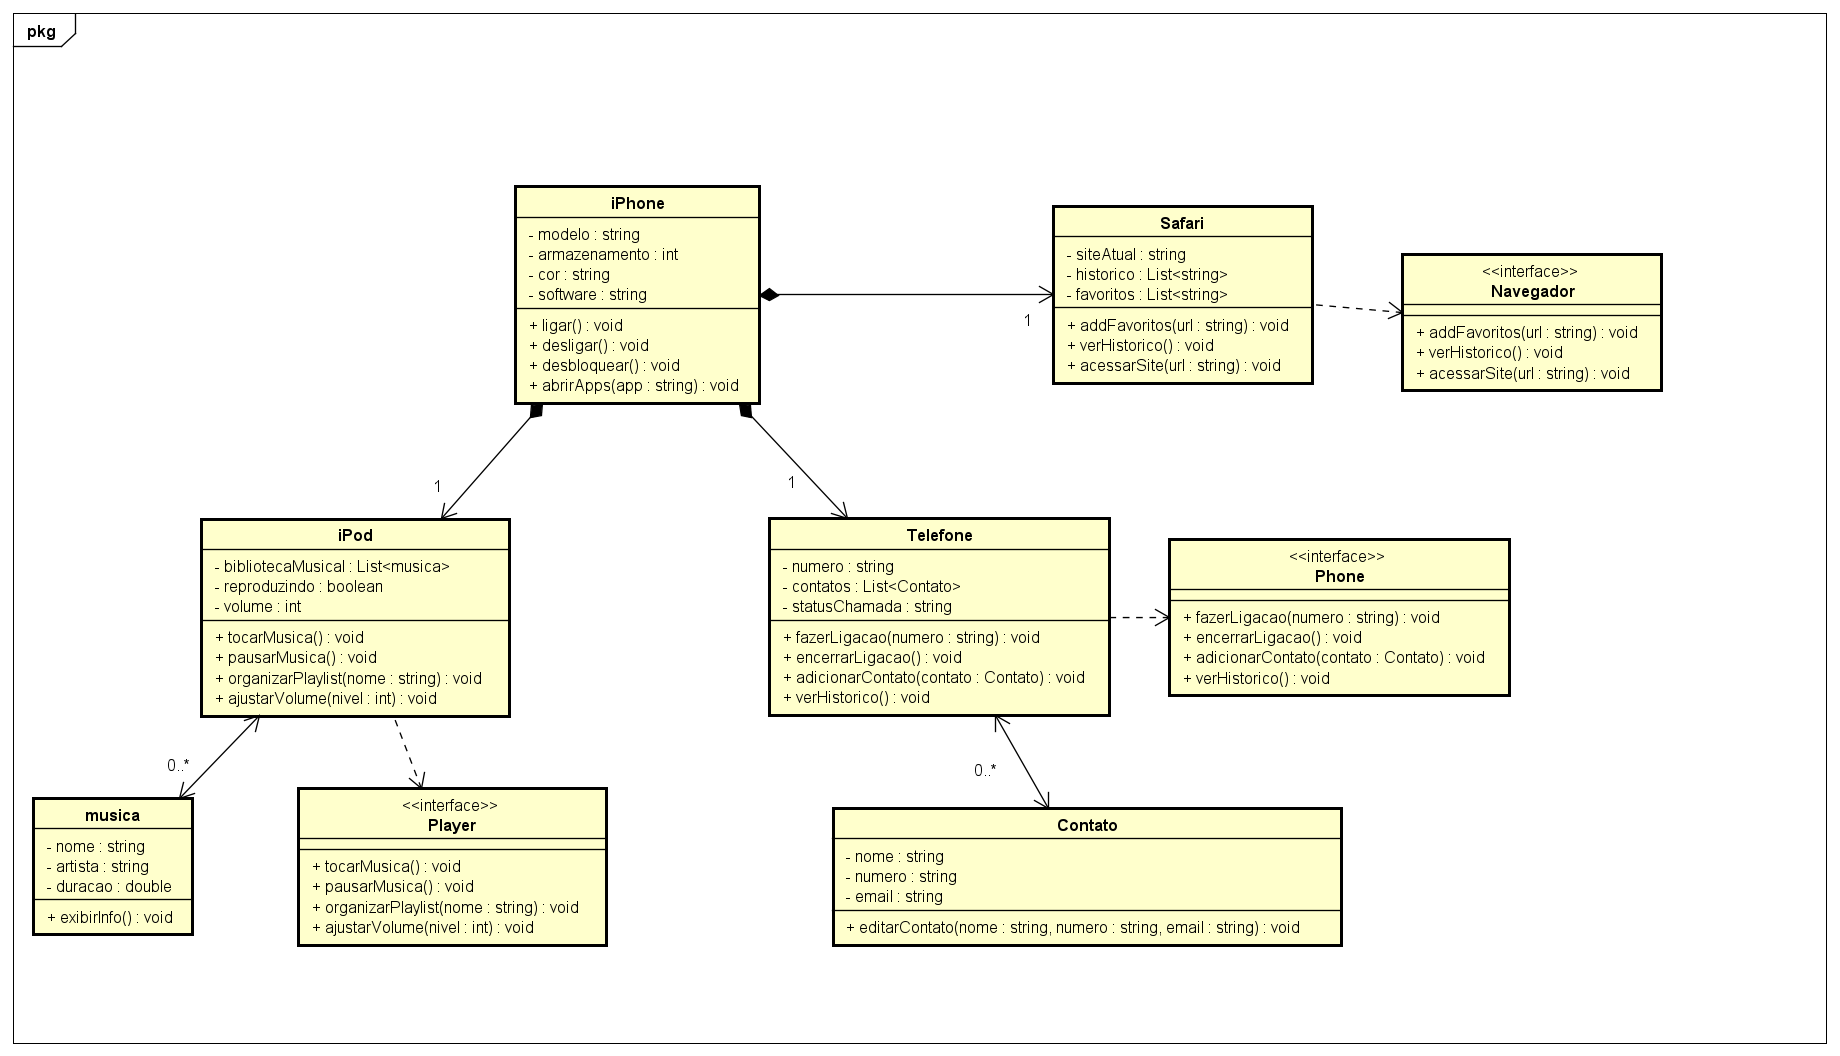 pkg
iPhone
- modelo : string
- armazenamento : int
- cor : string
- software : string
+ ligar() : void
+ desligar() : void
+ desbloquear() : void
+ abrirApps(app : string) : void
Safari
- siteAtual : string
- historico : List<string>
- favoritos : List<string>
+ addFavoritos(url : string) : void
+ verHistorico() : void
+ acessarSite(url : string) : void
<<interface>>
Navegador
+ addFavoritos(url : string) : void
+ verHistorico() : void
+ acessarSite(url : string) : void
1
1
1
iPod
- bibliotecaMusical : List<musica>
- reproduzindo : boolean
- volume : int
+ tocarMusica() : void
+ pausarMusica() : void
+ organizarPlaylist(nome : string) : void
+ ajustarVolume(nivel : int) : void
Telefone
- numero : string
- contatos : List<Contato>
- statusChamada : string
+ fazerLigacao(numero : string) : void
+ encerrarLigacao() : void
+ adicionarContato(contato : Contato) : void
+ verHistorico() : void
<<interface>>
Phone
+ fazerLigacao(numero : string) : void
+ encerrarLigacao() : void
+ adicionarContato(contato : Contato) : void
+ verHistorico() : void
0..*
0..*
musica
- nome : string
- artista : string
- duracao : double
+ exibirInfo() : void
<<interface>>
Player
+ tocarMusica() : void
+ pausarMusica() : void
+ organizarPlaylist(nome : string) : void
+ ajustarVolume(nivel : int) : void
Contato
- nome : string
- numero : string
- email : string
+ editarContato(nome : string, numero : string, email : string) : void